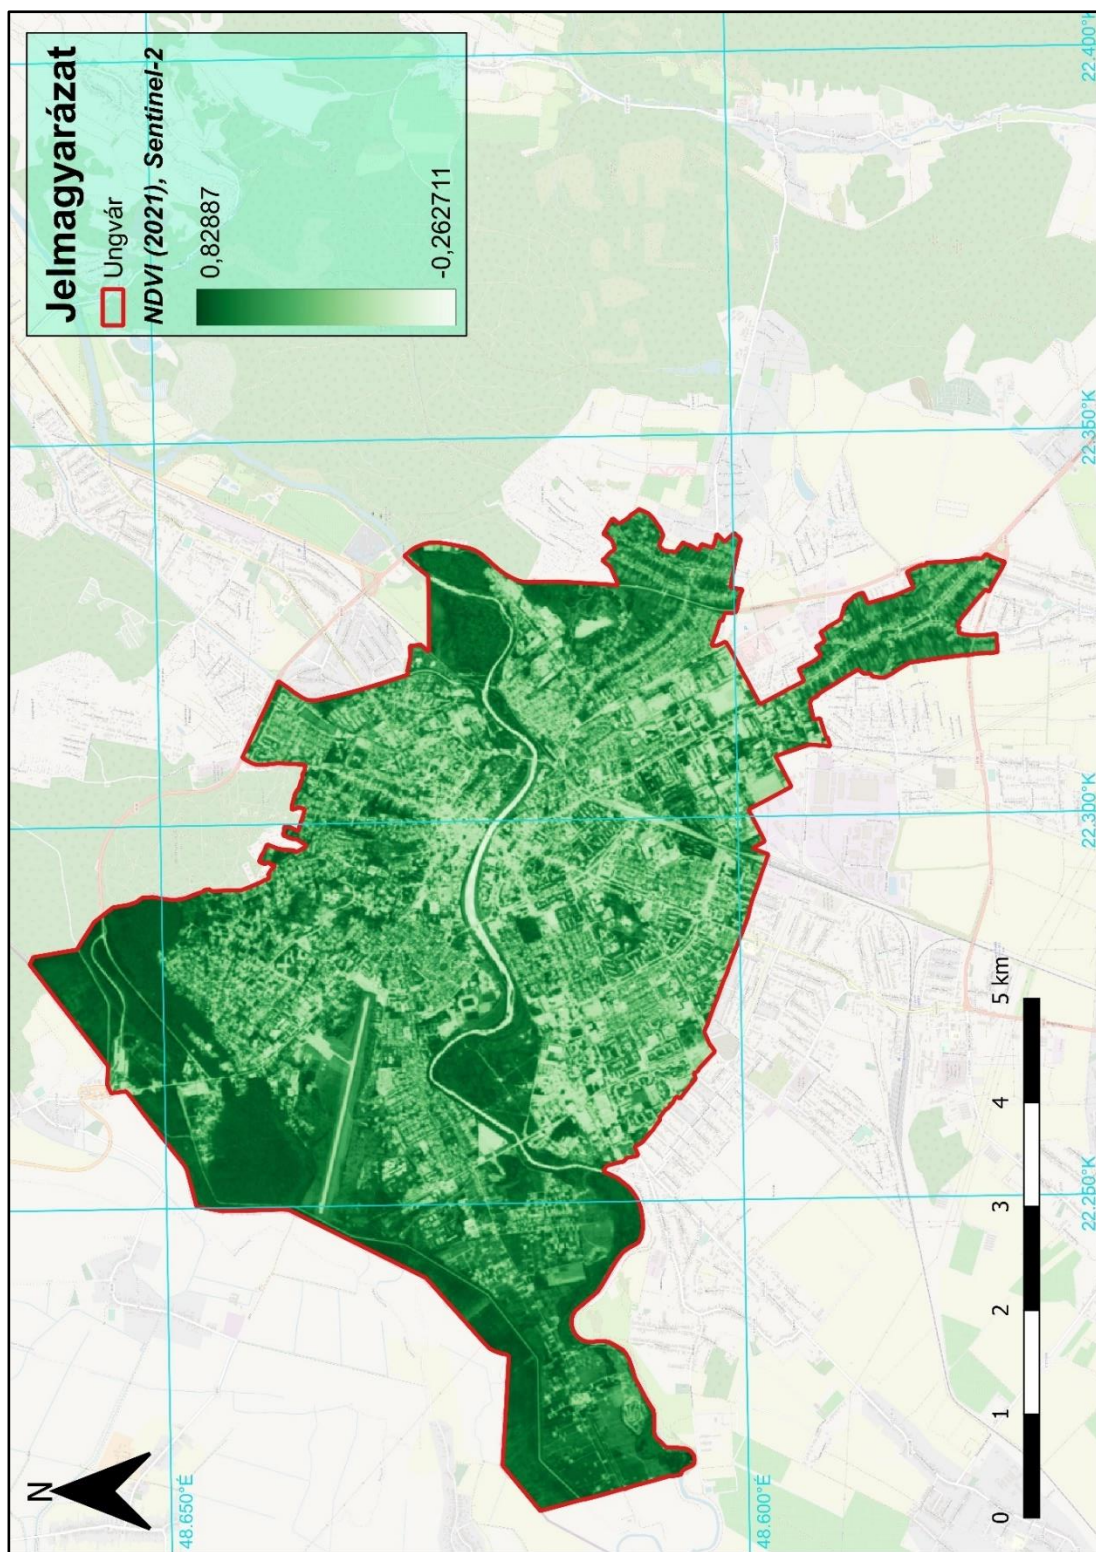 Jelmagyarázat
Ungvár
NDVI (2021), Sentinel-2
0,82887
-0,262711
N
48.650°É
48.600°É
22.250°K
22.300°K
22.350°K
22.400°K
0 1 2 3 4 5 km